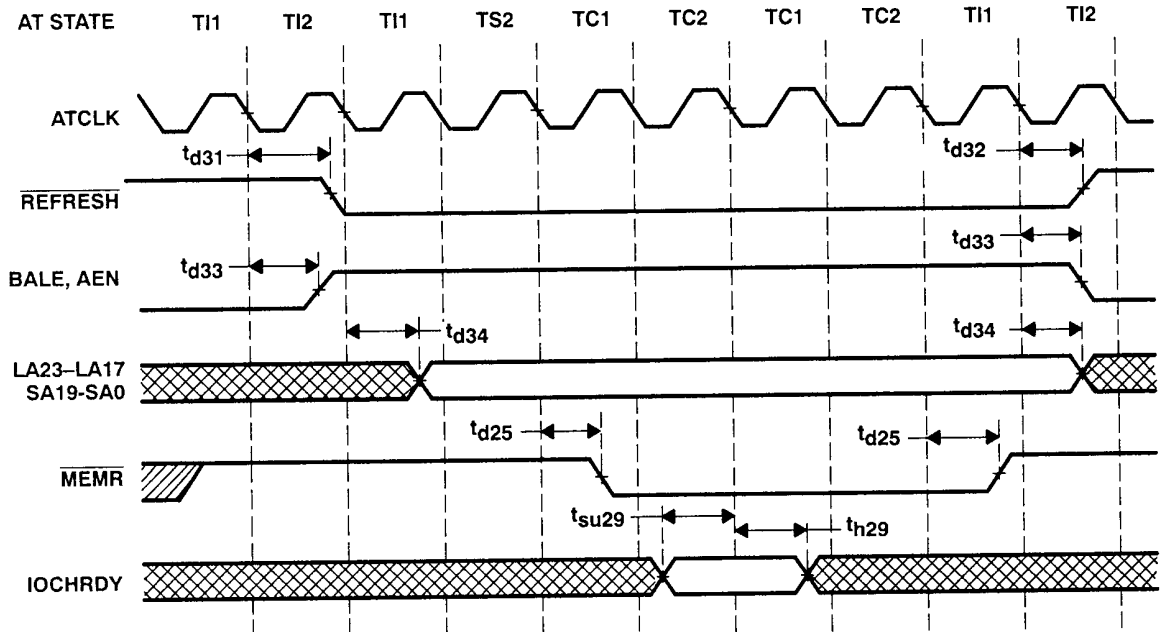 AT STATE TI1 TI2 TI1 TS2 TC1 TC2 TC1 TC2 TI1 TI2
ATCLK
td31 td32
REFRESH
td33 td33
BALE, AEN
td34 td34
LA23–LA17
SA19-SA0
td25 td25
MEMR
tsu29 th29
IOCHRDY